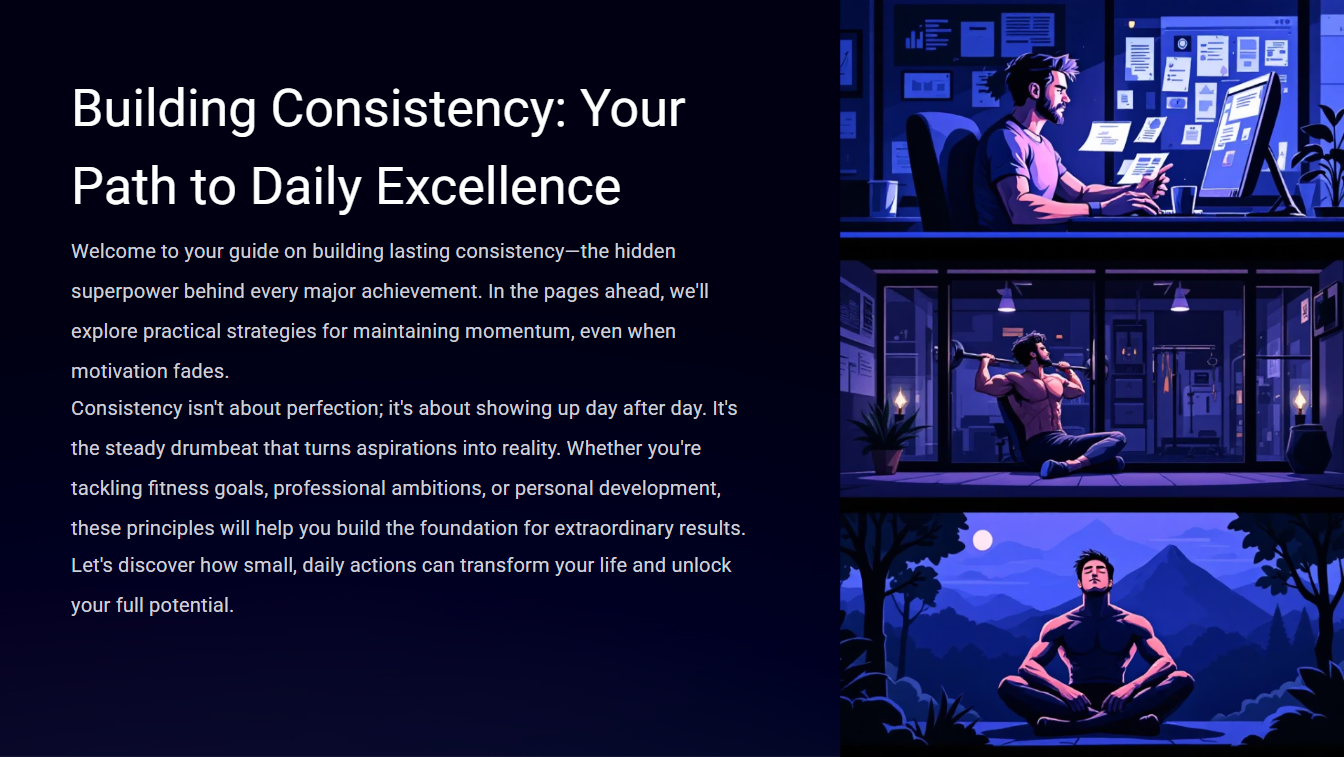 Building Consistency: Your
Path to Daily Excellence
Welcome to your guide on building lasting consistency—the hidden
superpower behind every major achievement. In the pages ahead, we'll
explore practical strategies for maintaining momentum, even when
motivation fades.
Consistency isn't about perfection; it's about showing up day after day. It's
the steady drumbeat that turns aspirations into reality. Whether you're
tackling fitness goals, professional ambitions, or personal development,
these principles will help you build the foundation for extraordinary results.
Let's discover how small, daily actions can transform your life and unlock
your full potential.